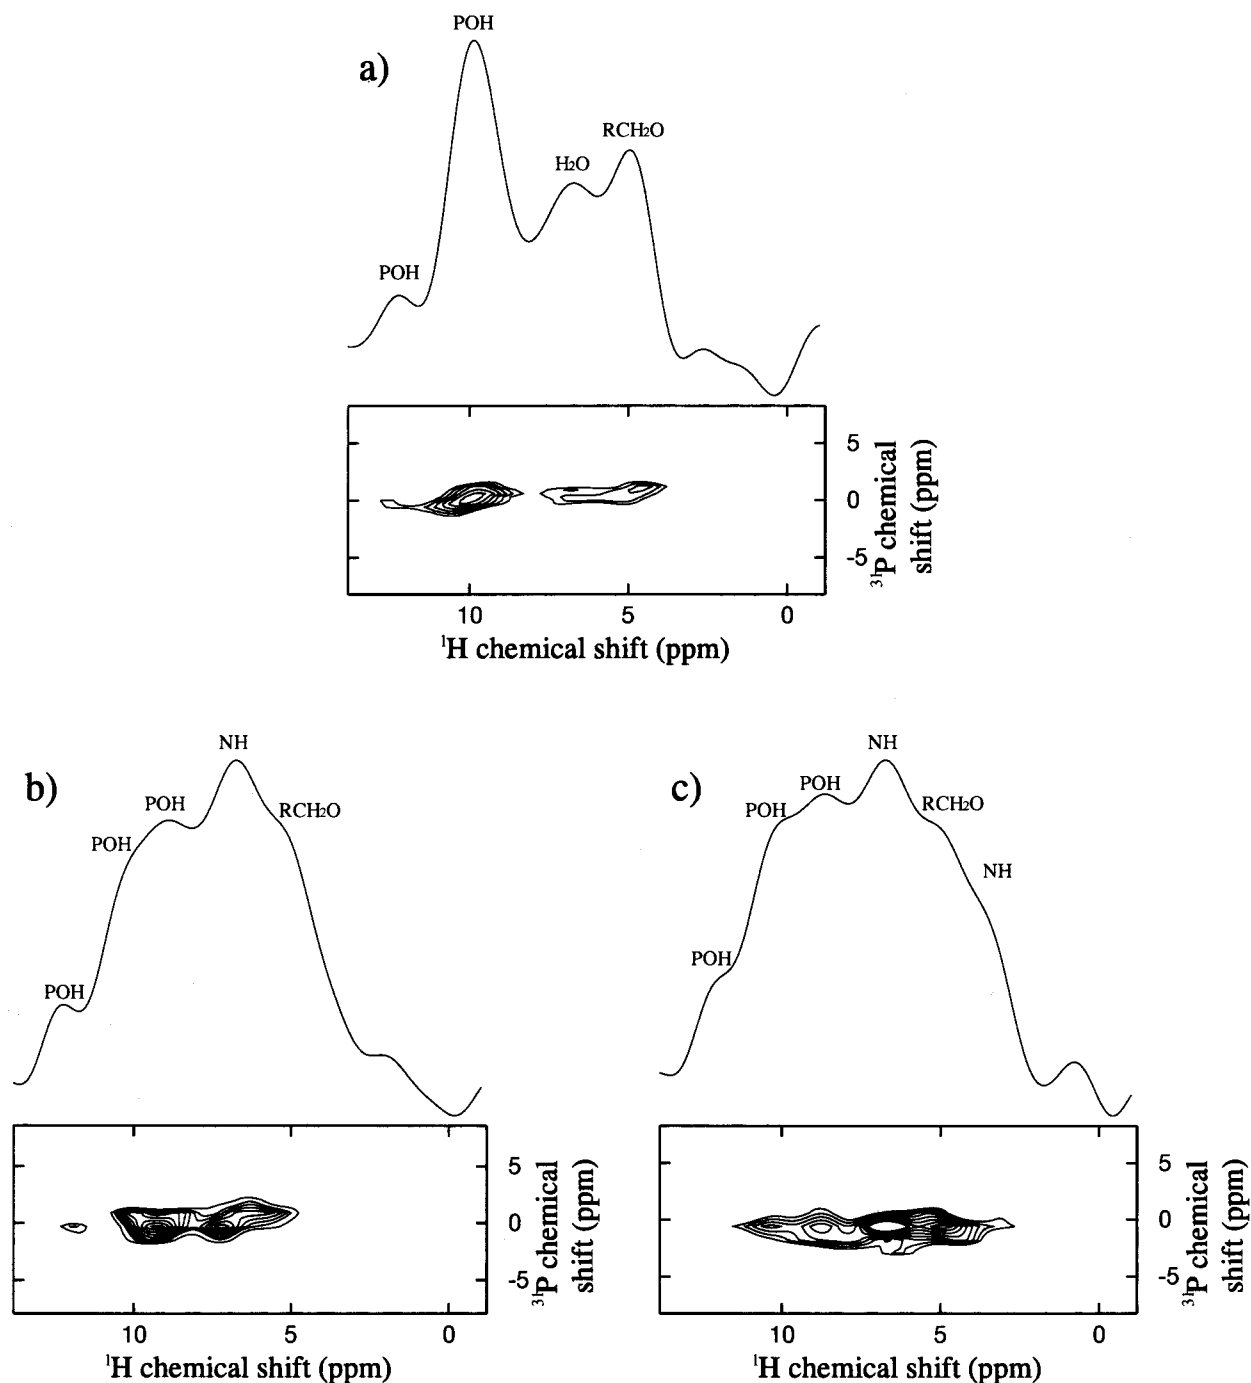 a)
POH
RCH₂O
H₂O
POH
5
0
-5
³¹P chemical
shift (ppm)
10 5 0
¹H chemical shift (ppm)
b)
NH
POH
RCH₂O
POH
POH
5
0
-5
³¹P chemical
shift (ppm)
10 5 0
¹H chemical shift (ppm)
c)
NH
POH
POH
RCH₂O
NH
POH
5
0
-5
³¹P chemical
shift (ppm)
10 5 0
¹H chemical shift (ppm)